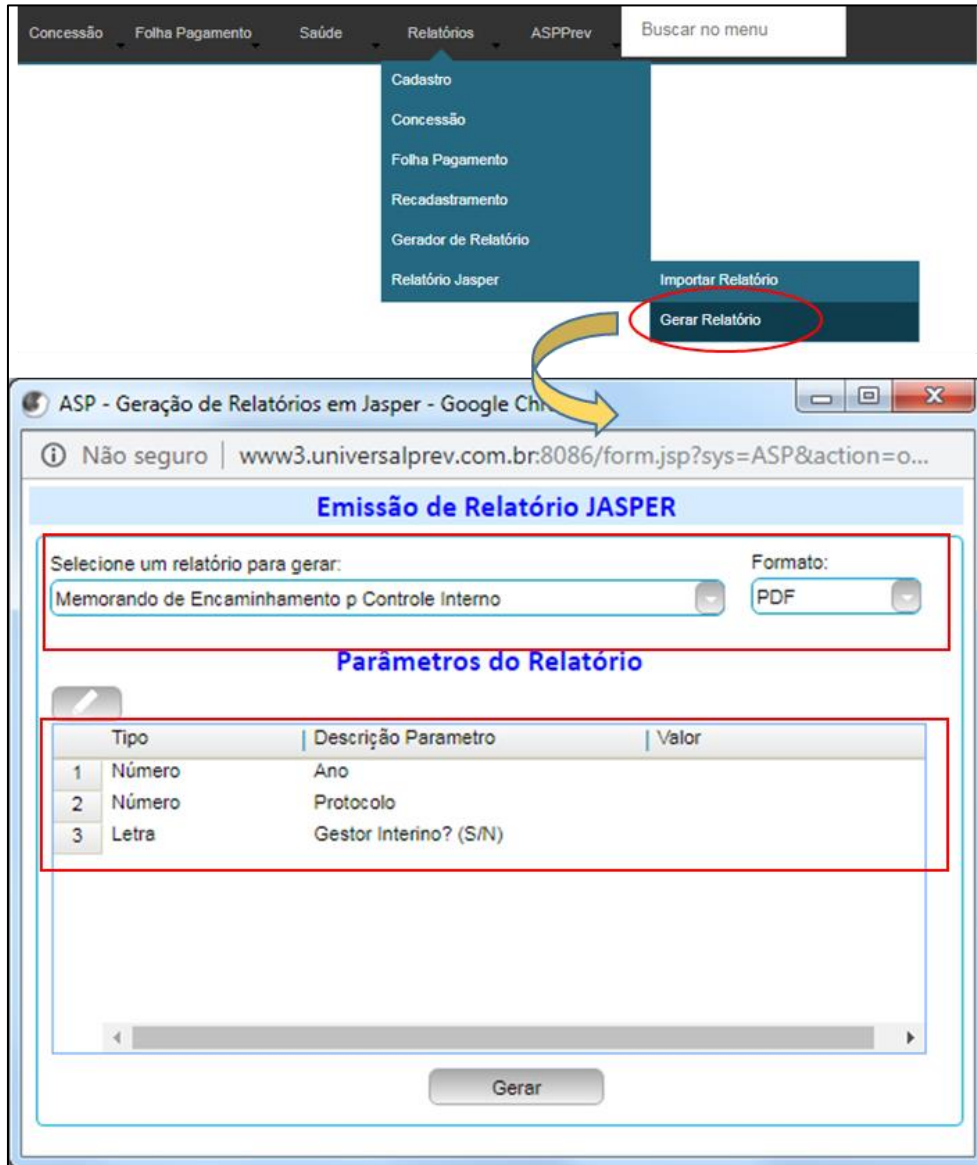 Concessão Folha Pagamento Saúde Relatórios ASPPrev Buscar no menu
Cadastro
Concessão
Folha Pagamento
Recadastramento
Gerador de Relatório
Relatório Jasper Importar Relatório
Gerar Relatório
ASP - Geração de Relatórios em Jasper - Google
Não seguro | www3.universalprev.com.br:8086/form.jsp?sys=ASP&action=o...
Emissão de Relatório JASPER
Selecione um relatório para gerar: Formato:
Memorando de Encaminhamento p Controle Interno PDF
Parâmetros do Relatório
Tipo Descrição Parametro Valor
1 Número Ano
2 Número Protocolo
3 Letra Gestor Interino? (S/N)
Gerar